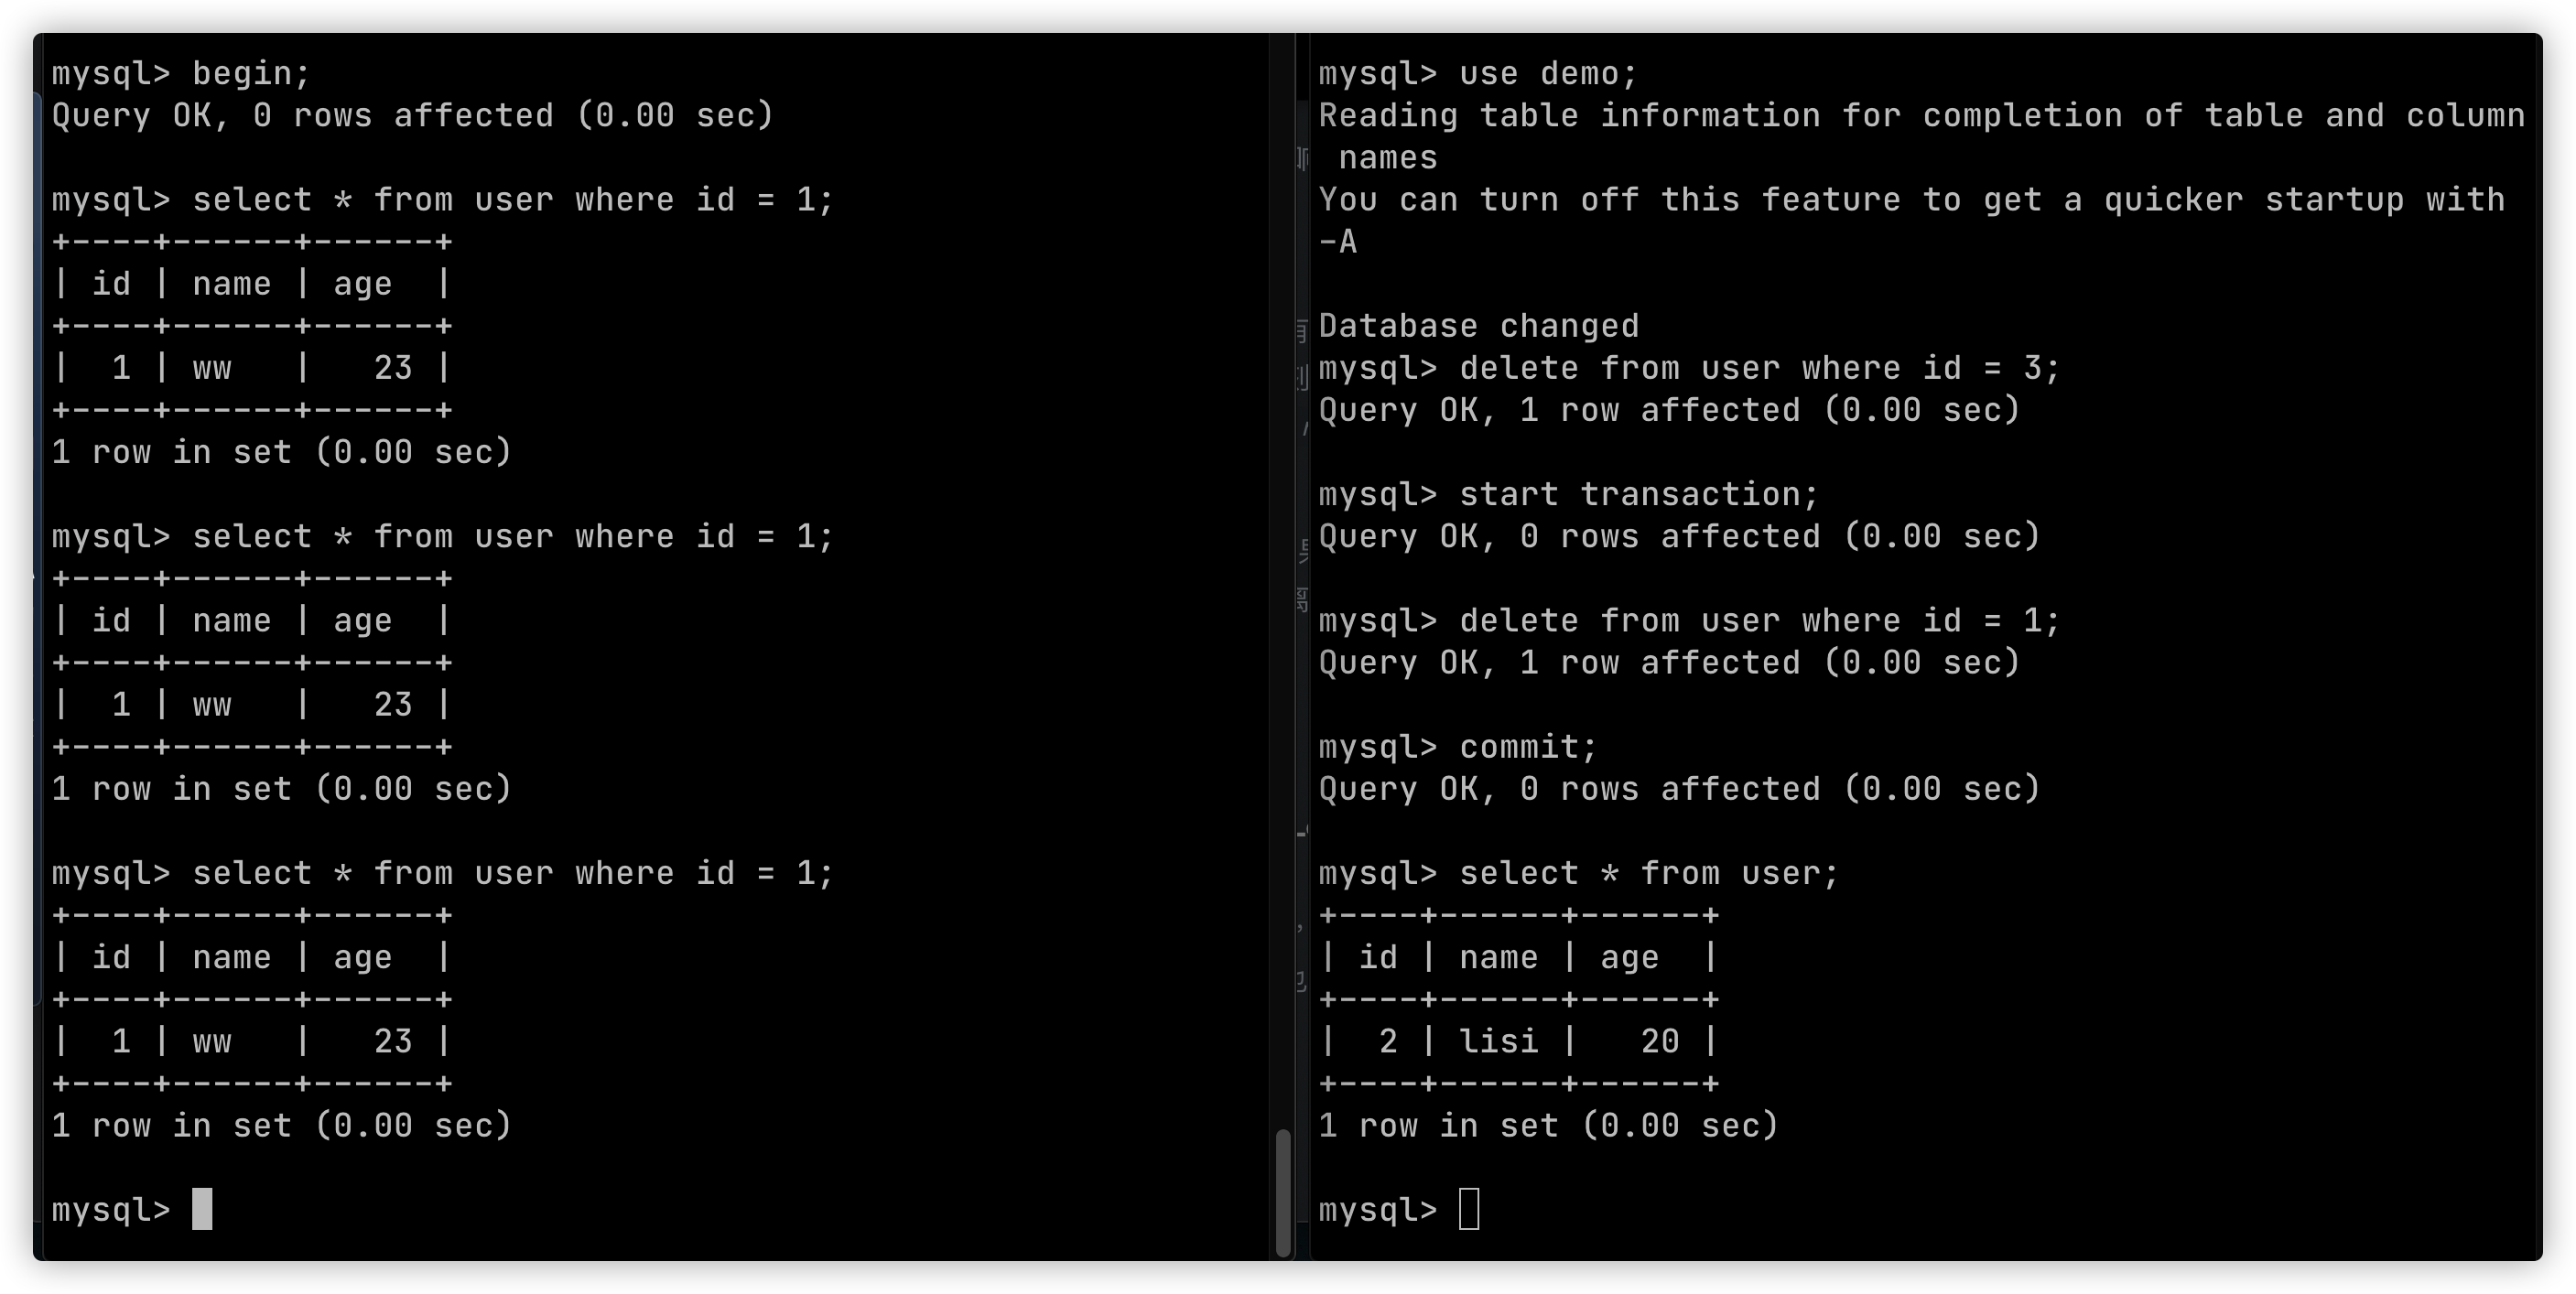 mysql> begin;
Query OK, 0 rows affected (0.00 sec)

mysql> select * from user where id = 1;
+----+------+------+
| id | name | age  |
+----+------+------+
|  1 | ww   |   23 |
+----+------+------+
1 row in set (0.00 sec)

mysql> select * from user where id = 1;
+----+------+------+
| id | name | age  |
+----+------+------+
|  1 | ww   |   23 |
+----+------+------+
1 row in set (0.00 sec)

mysql> select * from user where id = 1;
+----+------+------+
| id | name | age  |
+----+------+------+
|  1 | ww   |   23 |
+----+------+------+
1 row in set (0.00 sec)

mysql>

mysql> use demo;
Reading table information for completion of table and column
 names
You can turn off this feature to get a quicker startup with
-A

Database changed
mysql> delete from user where id = 3;
Query OK, 1 row affected (0.00 sec)

mysql> start transaction;
Query OK, 0 rows affected (0.00 sec)

mysql> delete from user where id = 1;
Query OK, 1 row affected (0.00 sec)

mysql> commit;
Query OK, 0 rows affected (0.00 sec)

mysql> select * from user;
+----+------+------+
| id | name | age  |
+----+------+------+
|  2 | lisi |   20 |
+----+------+------+
1 row in set (0.00 sec)

mysql>